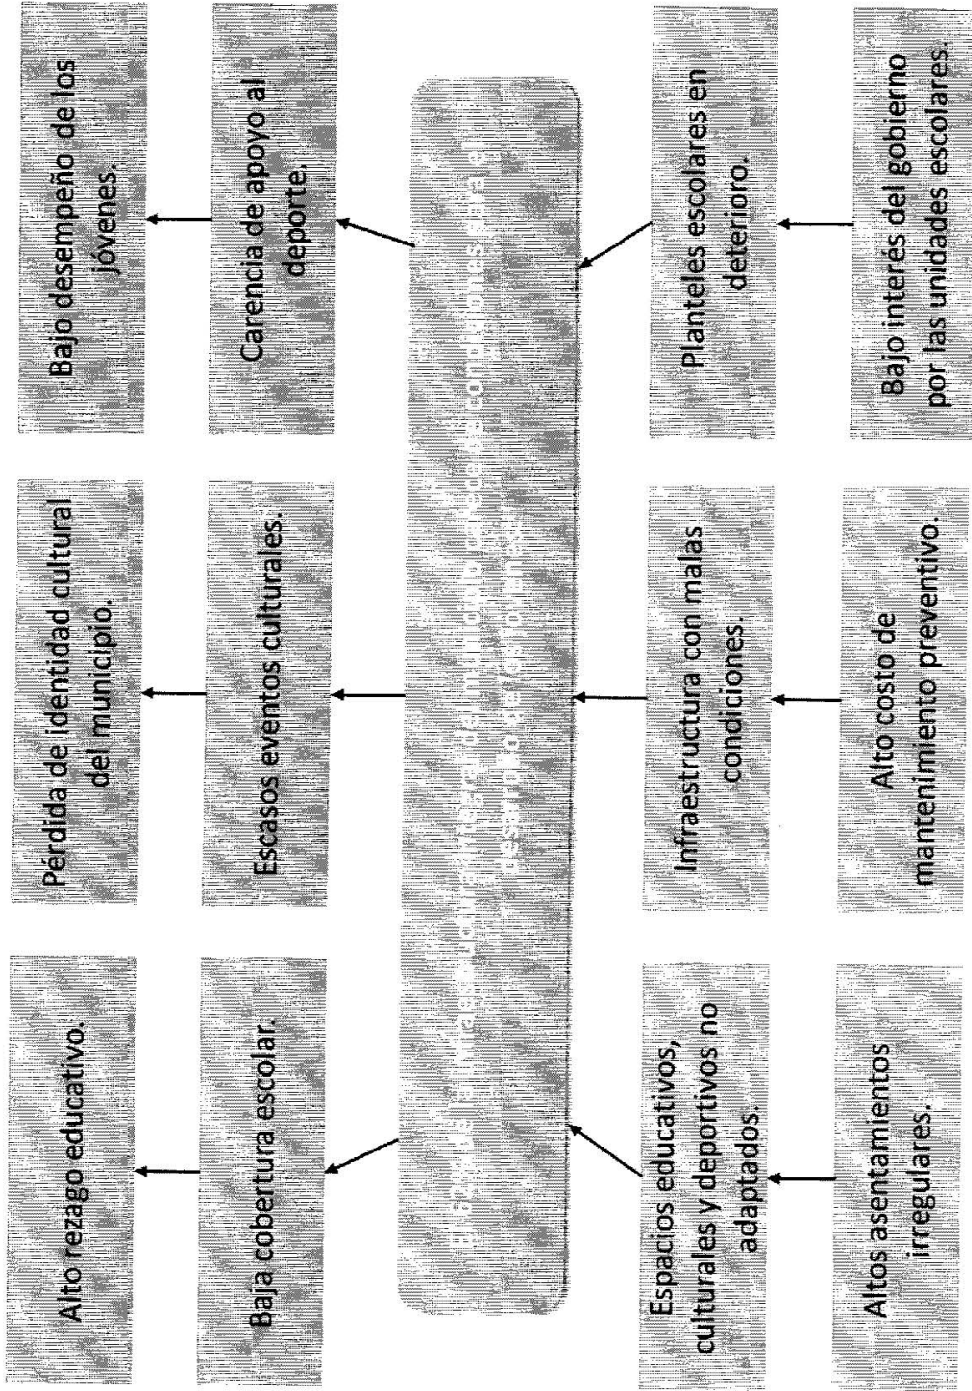 Alto rezago educativo.
Pérdida de identidad cultural
del municipio.
Bajo desempeño de los
jóvenes.
Baja cobertura escolar.
Escasos eventos culturales.
Carencia de apoyo al
deporte.
Espacios educativos,
culturales y deportivos no
adaptados.
Infraestructura con malas
condiciones.
Planteles escolares en
deterioro.
Altos asentamientos
irregulares.
Alto costo de
mantenimiento preventivo.
Bajo interés del gobierno
por las unidades escolares.